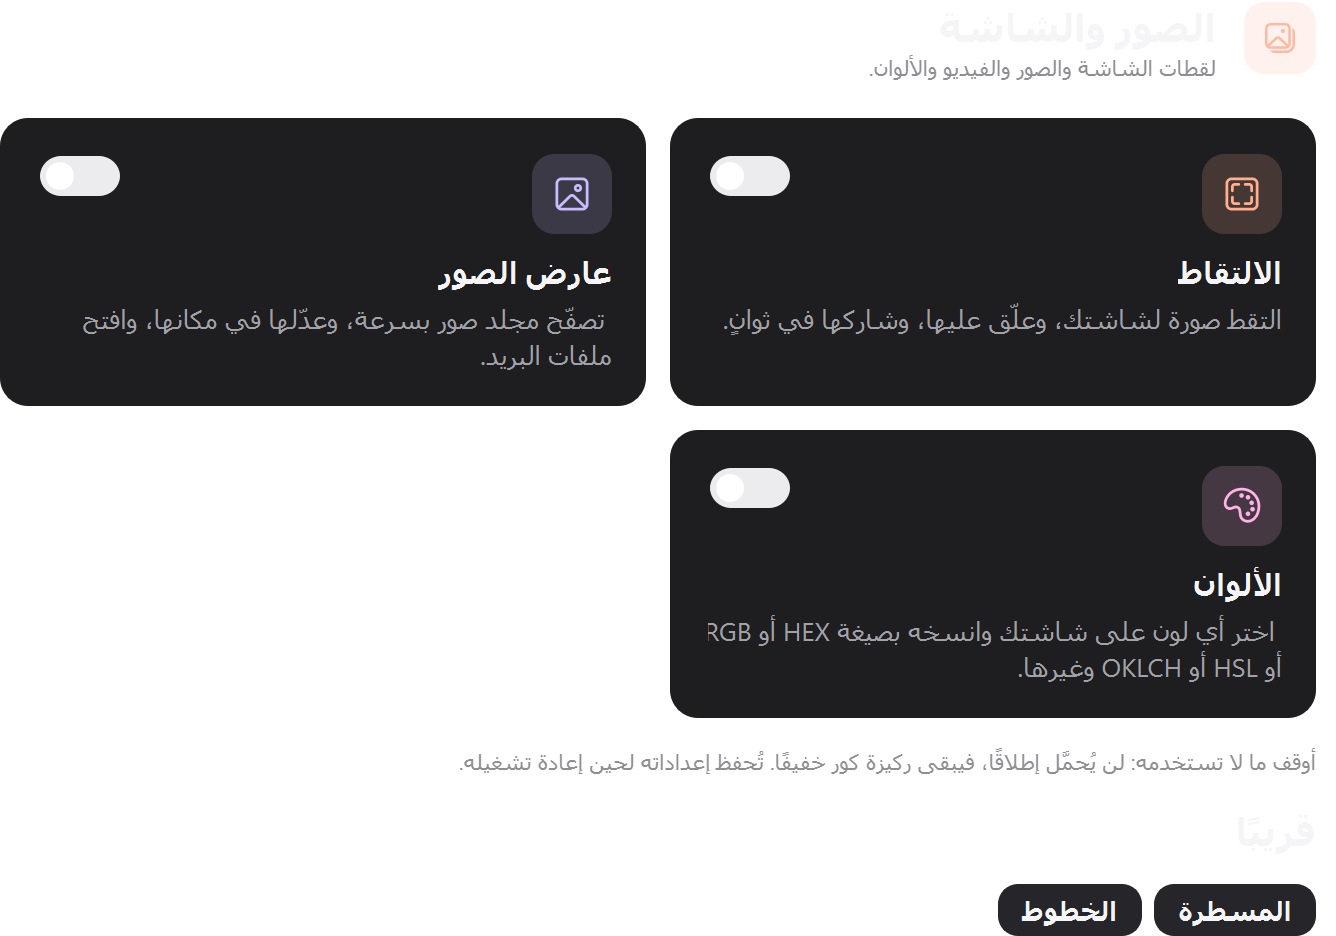 الصور والشاشة
لقطات الشاشة والصور والفيديو والألوان.
الالتقاط
التقط صورة لشاشتك، وعلّق عليها، وشاركها في ثوانٍ.
عارض الصور
تصفّح مجلد صور بسرعة، وعدّلها في مكانها، وافتح
ملفات البريد.
الألوان
اختر أي لون على شاشتك وانسخه بصيغة HEX أو RGB
أو HSL أو OKLCH وغيرها.
أوقف ما لا تستخدمه: لن يُحمَّل إطلاقًا، فيبقى ركيزة كور خفيفًا. تُحفظ إعداداته لحين إعادة تشغيله.
قريبًا
المسطرة
الخطوط